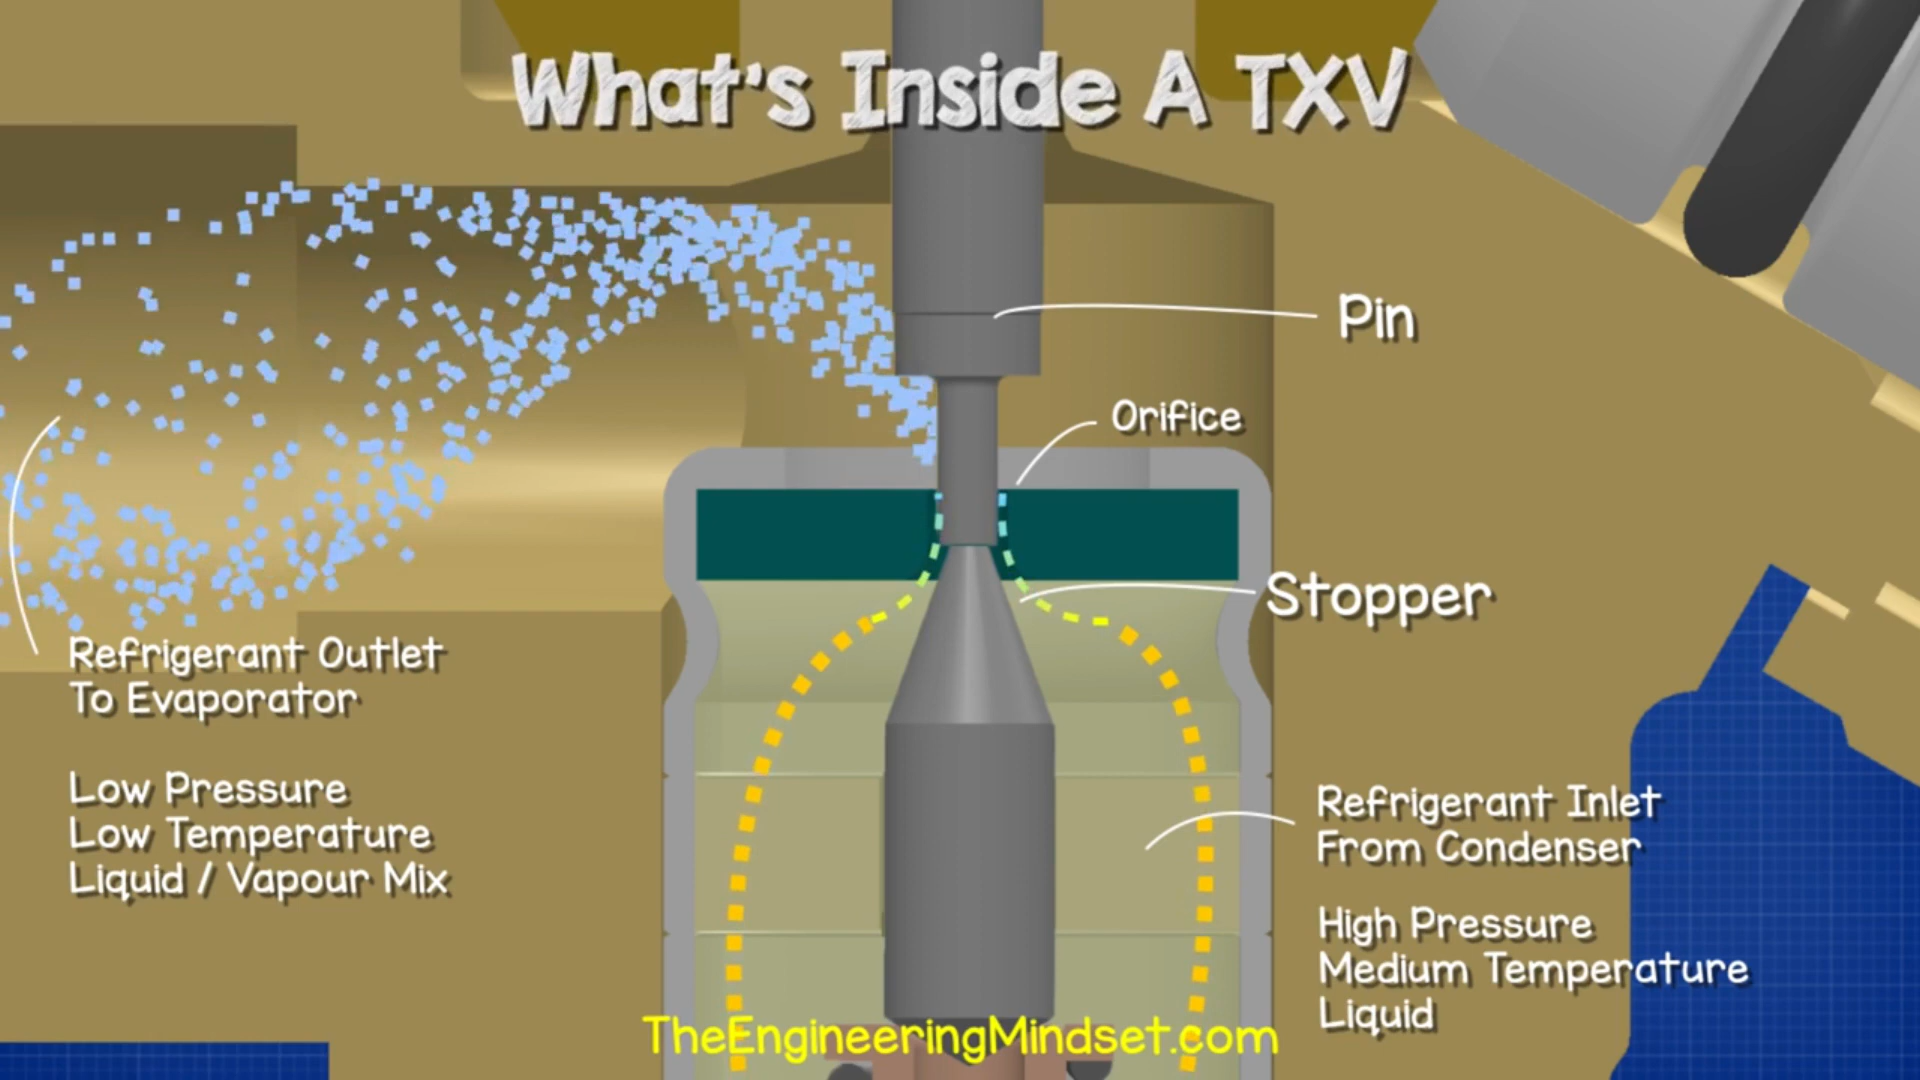 What's Inside A TXV
Pin
Orifice
Stopper
Refrigerant Outlet
To Evaporator
Low Pressure
Low Temperature
Liquid / Vapour Mix
Refrigerant Inlet
From Condenser
High Pressure
Medium Temperature
Liquid
TheEngineeringMindset.com